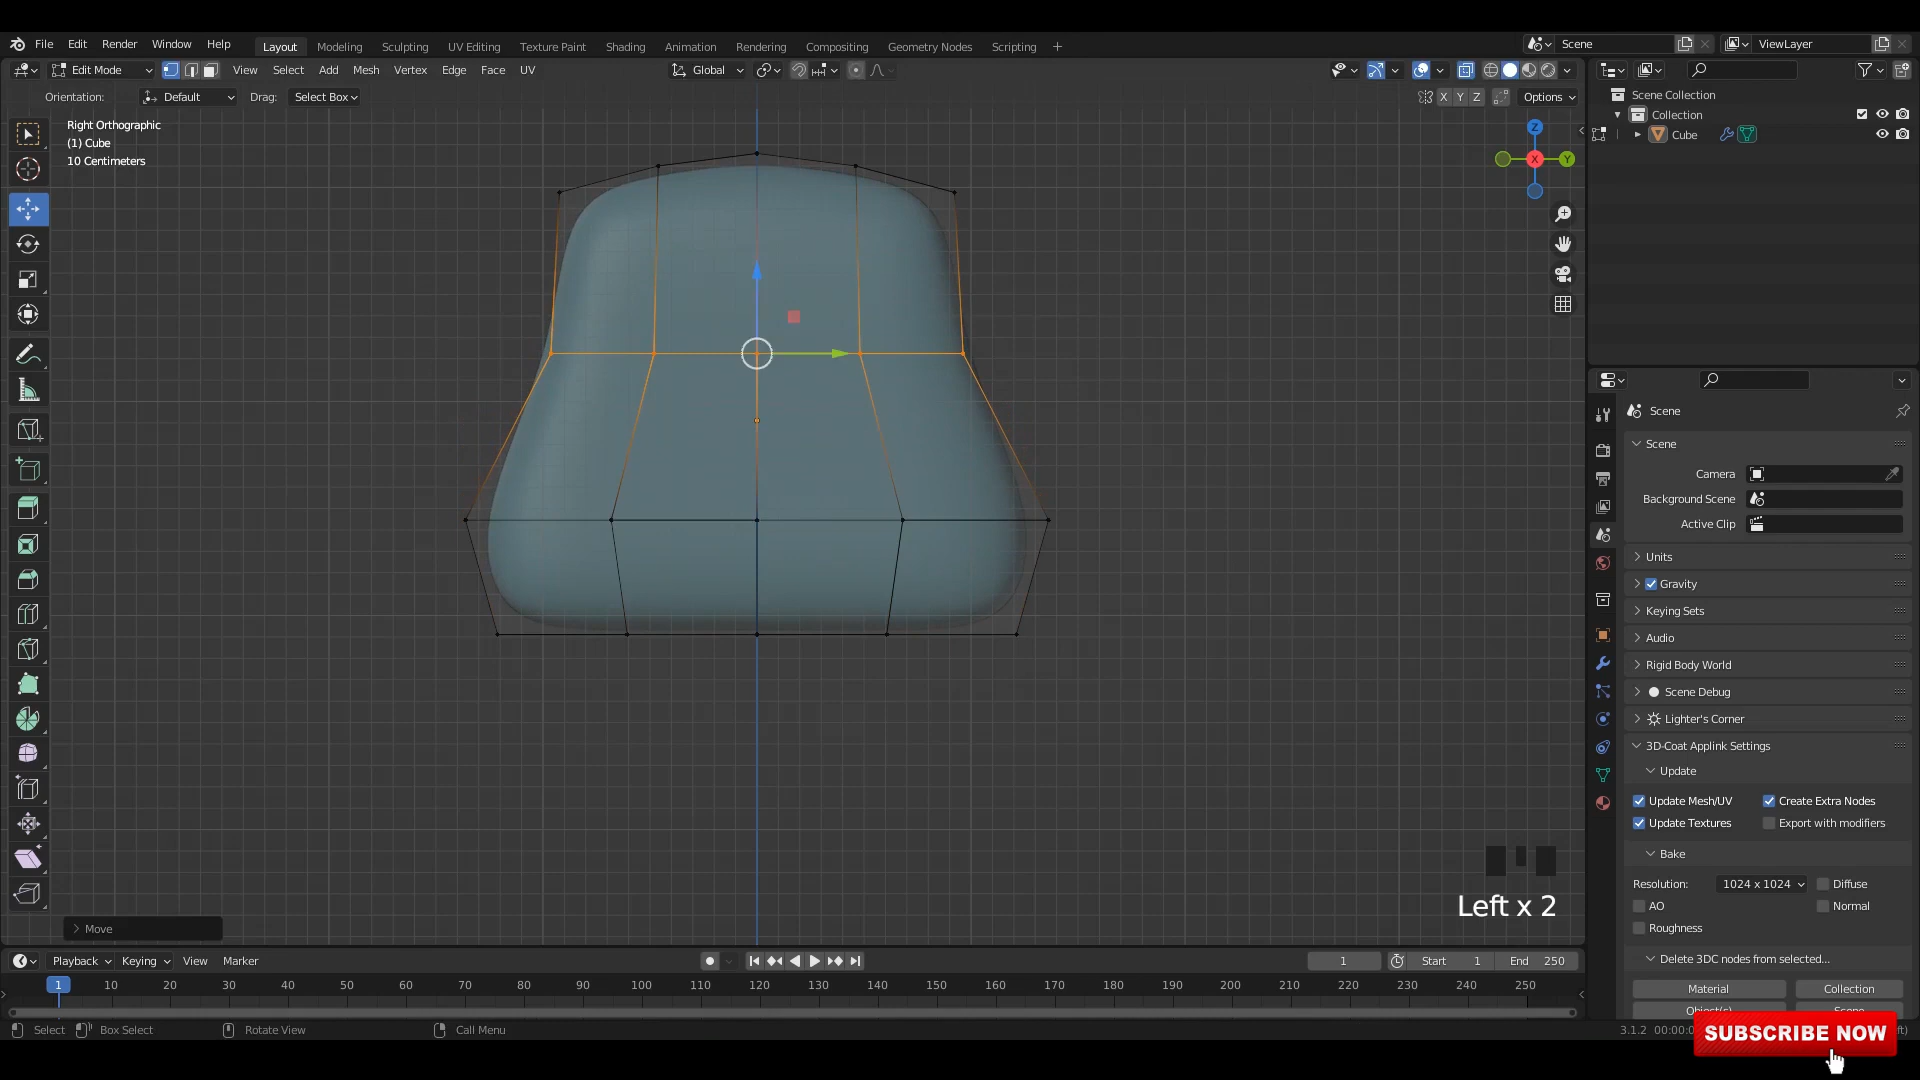 File Edit Render Window Help Layout Modeling Sculpting UV Editing Texture Paint Shading Animation Rendering Compositing Geometry Nodes Scripting + Scene ViewLayer
Edit Mode View Select Add Mesh Vertex Edge Face UV Global
Orientation: Default Drag: Select Box X Y Z Options
Right Orthographic
(1) Cube
10 Centimeters
Z
X Y
Scene Collection
Collection
Cube
Scene
Scene
Camera
Background Scene
Active Clip
Units
Gravity
Keying Sets
Audio
Rigid Body World
Scene Debug
Lighter's Corner
3D-Coat Applink Settings
Update
Update Mesh/UV Create Extra Nodes
Update Textures Export with modifiers
Bake
Resolution: 1024 x 1024 Diffuse
AO Normal
Roughness
Delete 3DC nodes from selected...
Material Collection
Left x 2
Move
Playback Keying View Marker 1 Start 1 End 250
1 10 20 30 40 50 60 70 80 90 100 110 120 130 140 150 160 170 180 190 200 210 220 230 240 250
Select Box Select Rotate View Call Menu 3.1.2
SUBSCRIBE NOW